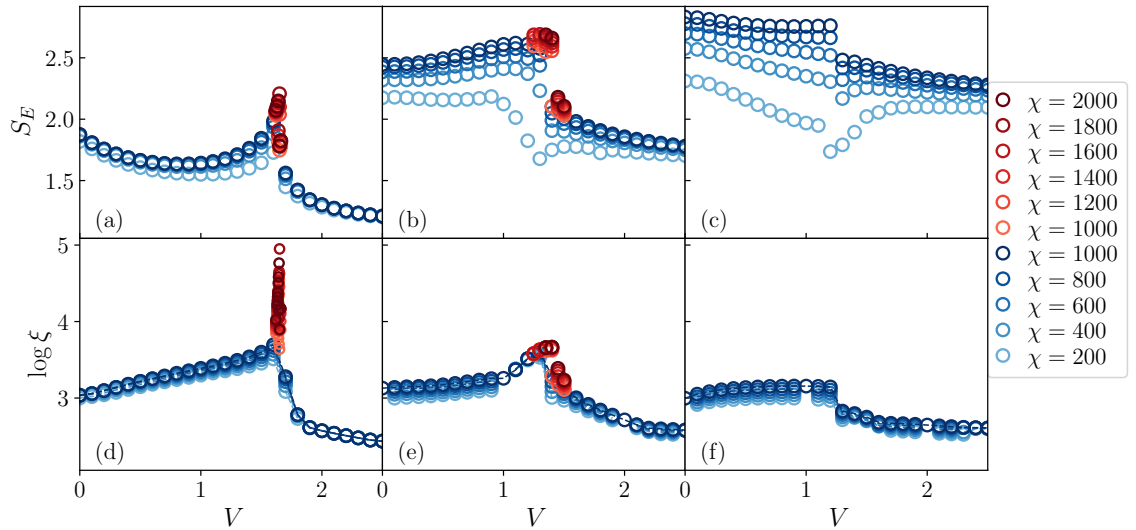 2.5
2.0
1.5
S_E
(a)
(b)
(c)
5
4
3
log ξ
(d)
(e)
(f)
0 1 2
0 1 2
0 1 2
V
V
V
χ = 2000
χ = 1800
χ = 1600
χ = 1400
χ = 1200
χ = 1000
χ = 1000
χ = 800
χ = 600
χ = 400
χ = 200